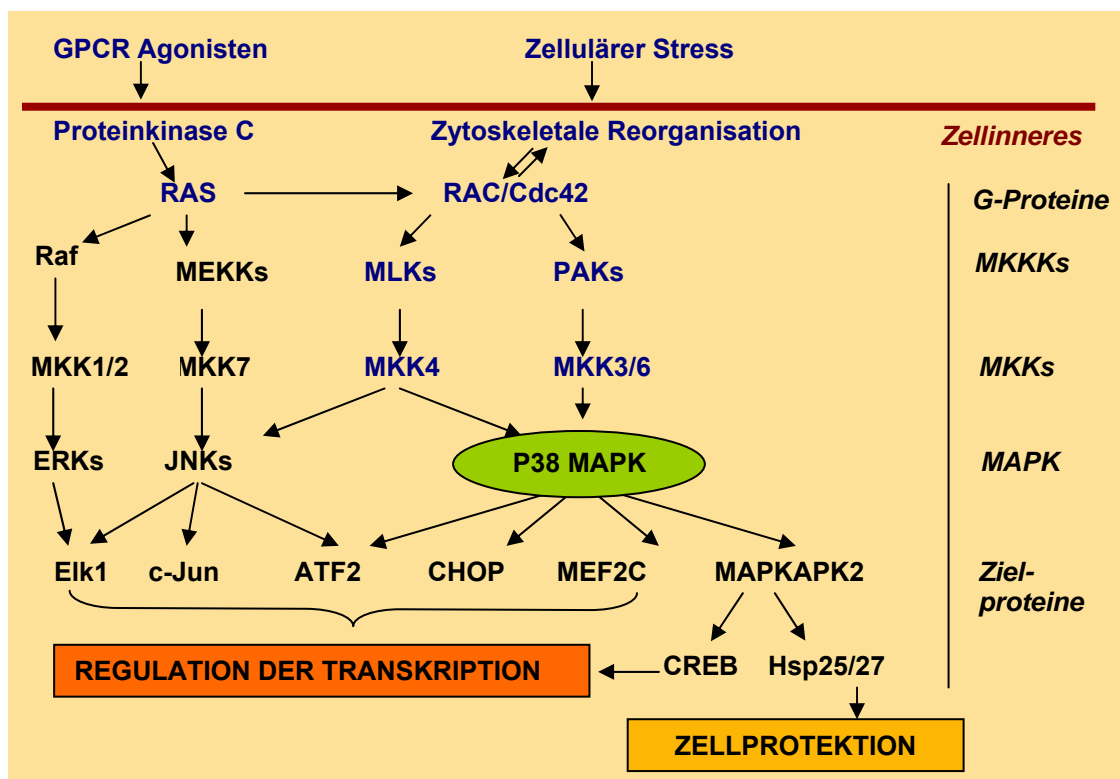 GPCR Agonisten Zellulärer Stress
Proteinkinase C Zytoskeletale Reorganisation Zellinneres
RAS RAC/Cdc42 G-Proteine
Raf MEKKs MLKs PAKs MKKKs
MKK1/2 MKK7 MKK4 MKK3/6 MKKs
ERKs JNKs P38 MAPK MAPK
Elk1 c-Jun ATF2 CHOP MEF2C MAPKAPK2 Ziel-
proteine
REGULATION DER TRANSKRIPTION CREB Hsp25/27
ZELLPROTEKTION